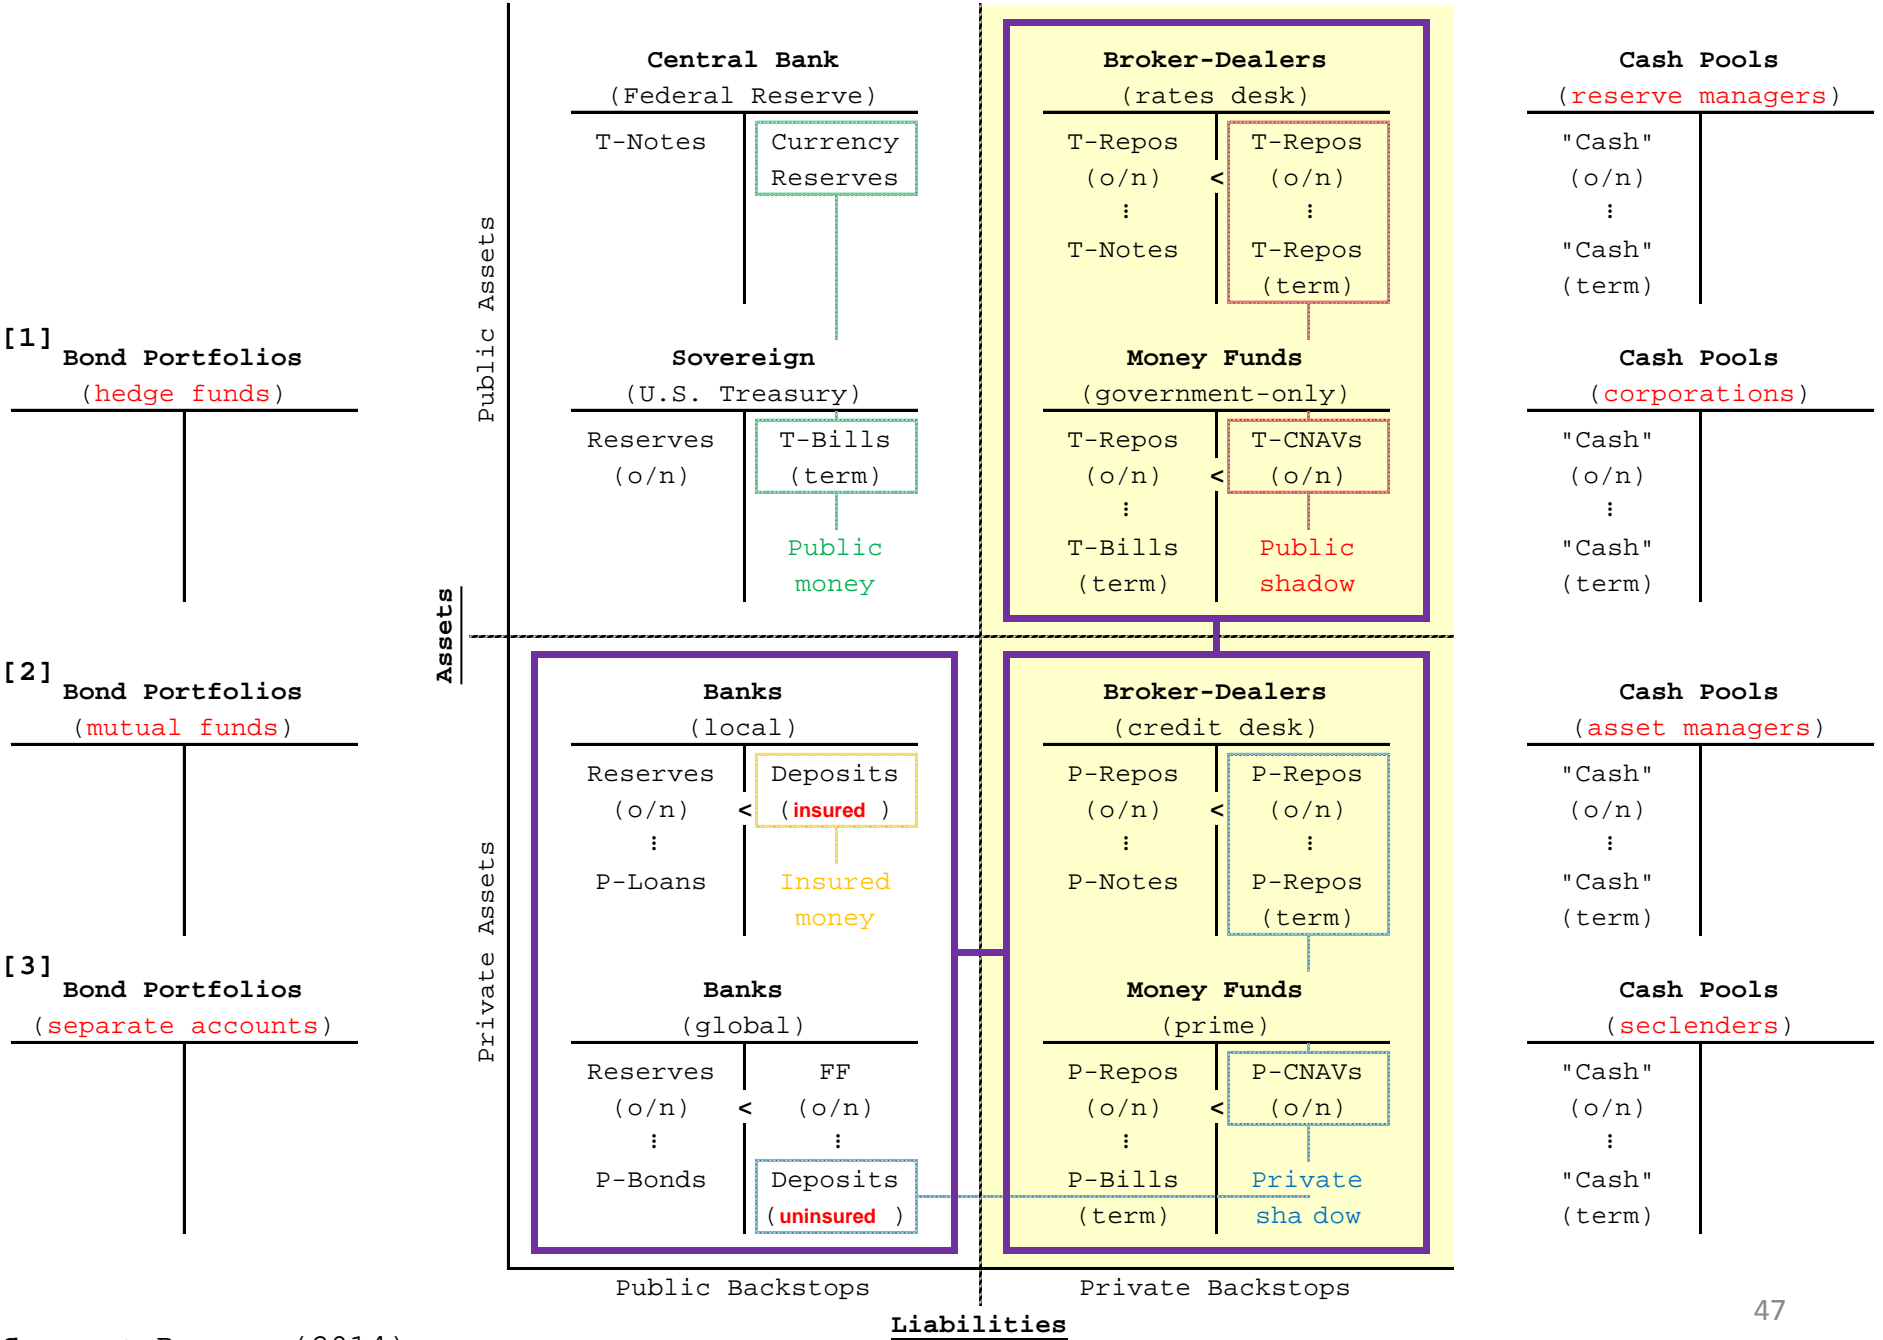 Central Bank
(Federal Reserve)
T-Notes
Currency
Reserves
Broker-Dealers
(rates desk)
T-Repos
(o/n)
⋮
T-Notes
<
T-Repos
(o/n)
⋮
T-Repos
(term)
Cash Pools
(reserve managers)
"Cash"
(o/n)
⋮
"Cash"
(term)
Public Assets
[1]
Bond Portfolios
(hedge funds)
Sovereign
(U.S. Treasury)
Reserves
(o/n)
T-Bills
(term)
Public
money
Money Funds
(government-only)
T-Repos
(o/n)
⋮
T-Bills
(term)
<
T-CNAVs
(o/n)
Public
shadow
Cash Pools
(corporations)
"Cash"
(o/n)
⋮
"Cash"
(term)
Assets
[2]
Bond Portfolios
(mutual funds)
Banks
(local)
Reserves
(o/n)
⋮
P-Loans
<
Deposits
(insured )
Insured
money
Broker-Dealers
(credit desk)
P-Repos
(o/n)
⋮
P-Notes
<
P-Repos
(o/n)
⋮
P-Repos
(term)
Cash Pools
(asset managers)
"Cash"
(o/n)
⋮
"Cash"
(term)
Private Assets
[3]
Bond Portfolios
(separate accounts)
Banks
(global)
Reserves
(o/n)
⋮
P-Bonds
<
FF
(o/n)
⋮
Deposits
(uninsured )
Money Funds
(prime)
P-Repos
(o/n)
⋮
P-Bills
(term)
<
P-CNAVs
(o/n)
Private
sha dow
Cash Pools
(seclenders)
"Cash"
(o/n)
⋮
"Cash"
(term)
Public Backstops
Private Backstops
Liabilities
47
(2014)